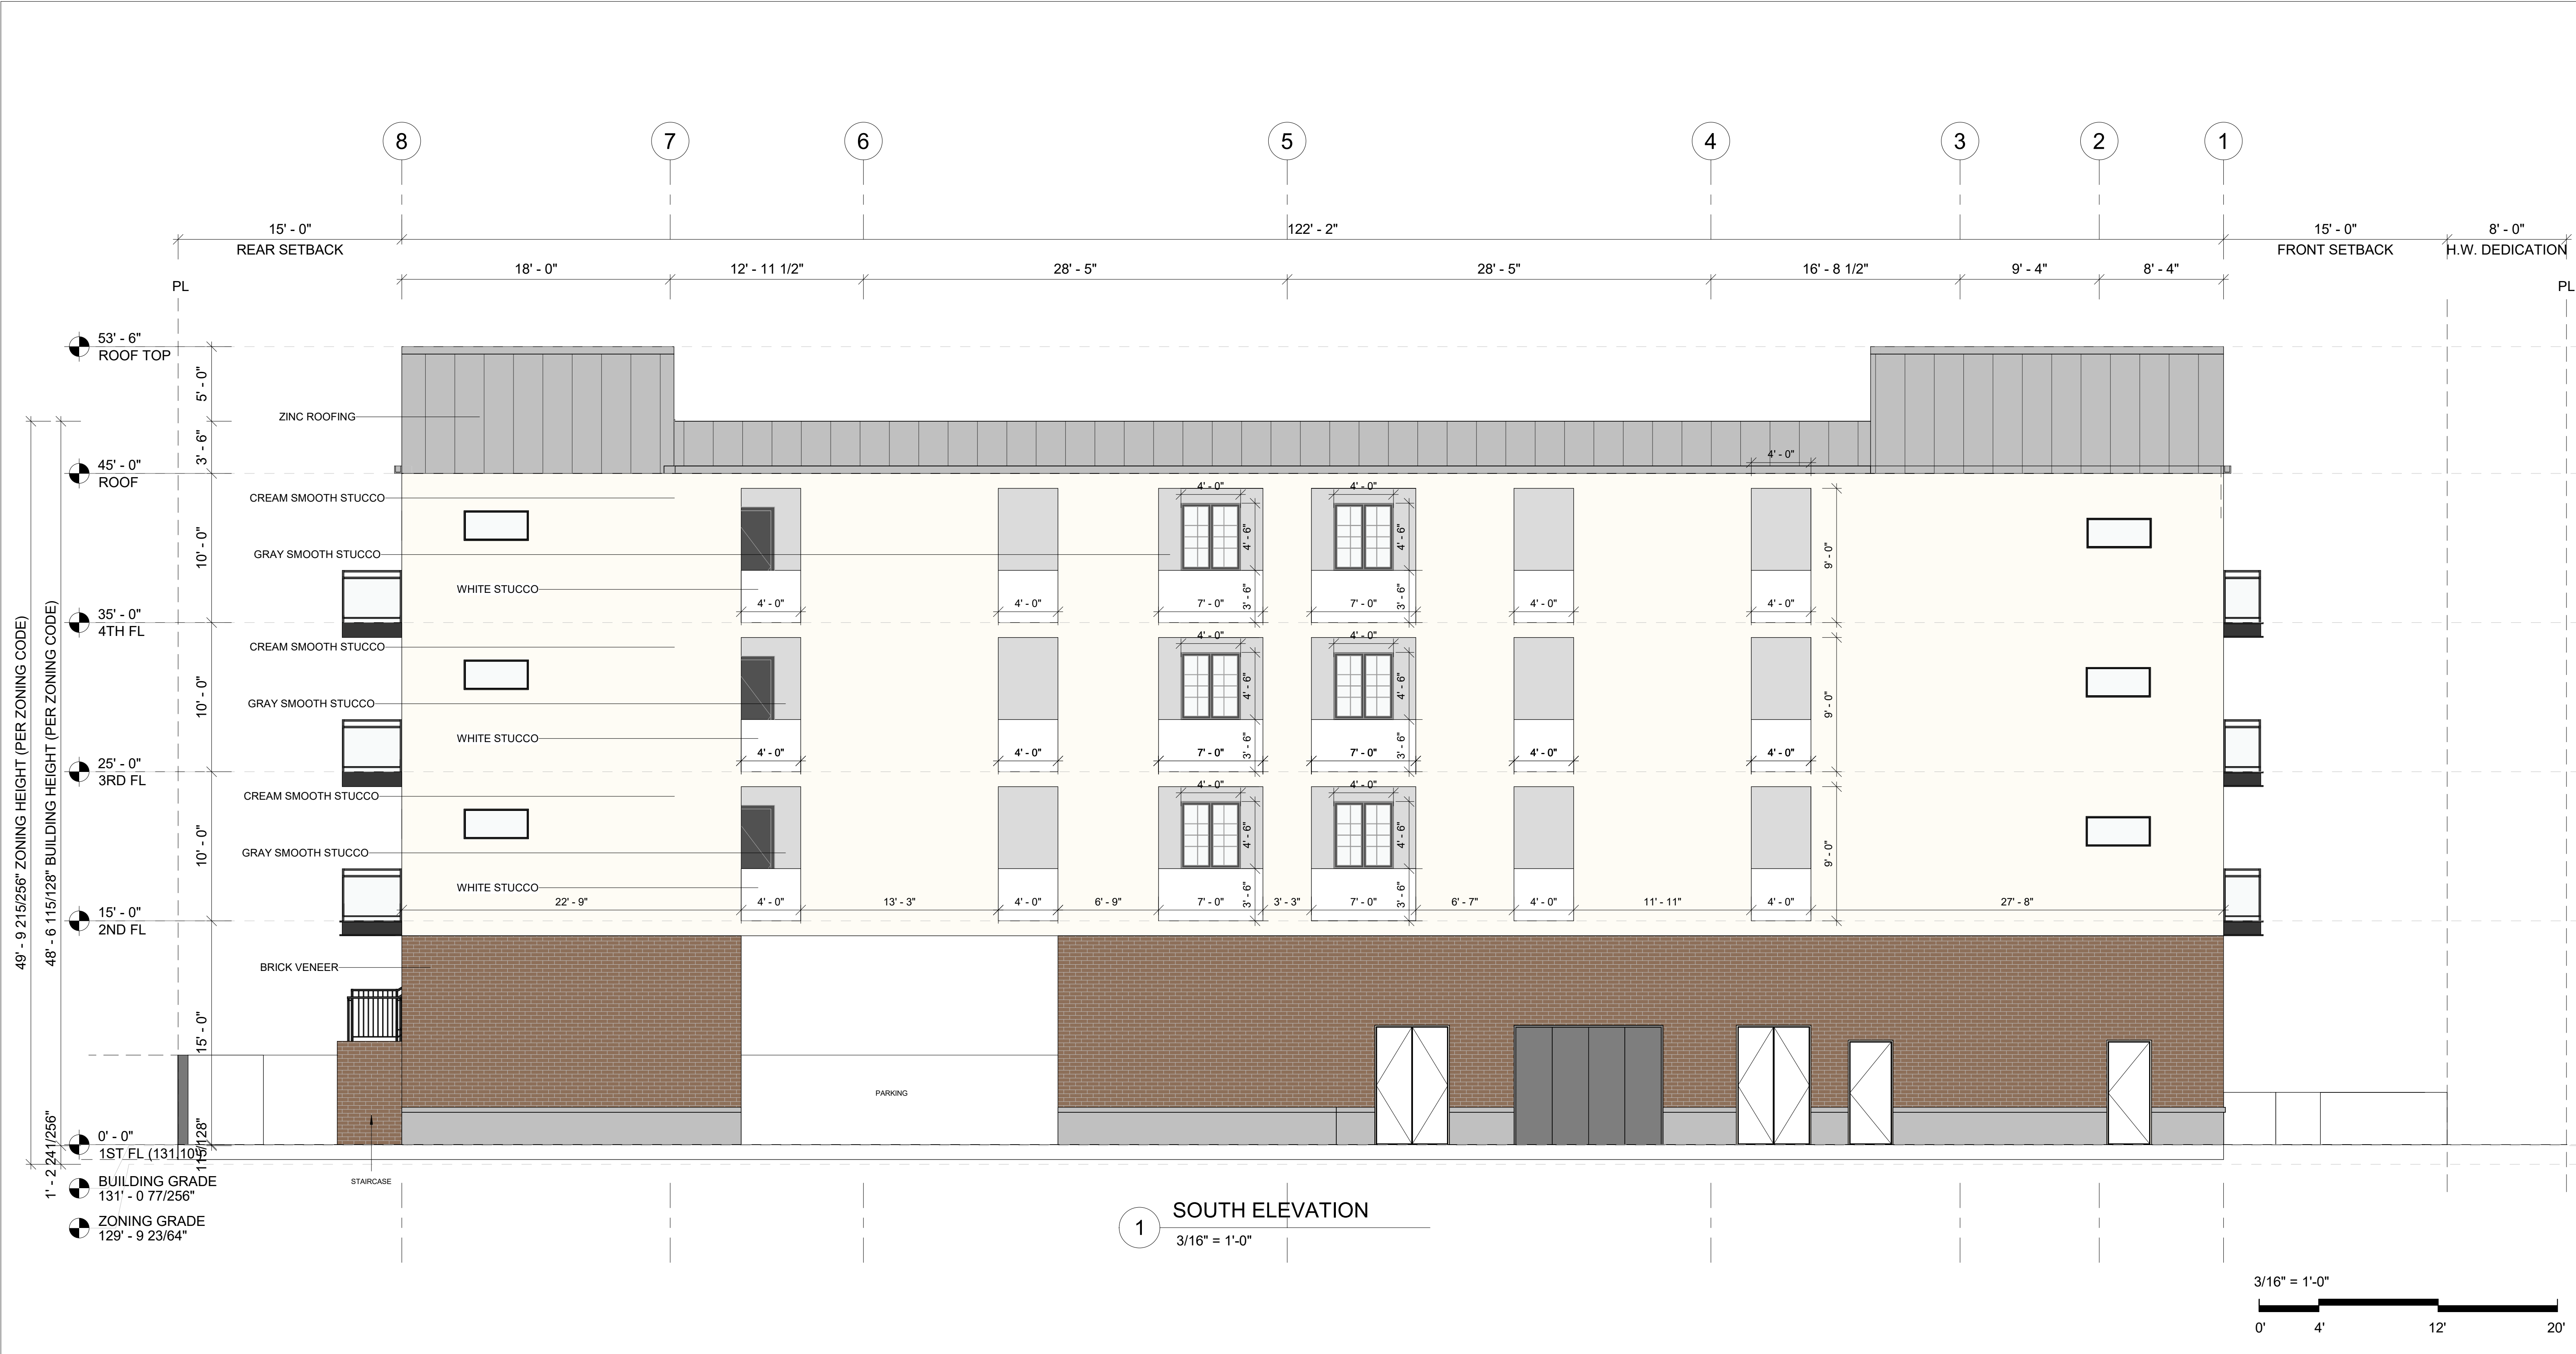 8 7 6 5 4 3 2 1
15' - 0" 122' - 2" 15' - 0" 8' - 0"
REAR SETBACK FRONT SETBACK H.W. DEDICATION
18' - 0" 12' - 11 1/2" 28' - 5" 28' - 5" 16' - 8 1/2" 9' - 4" 8' - 4"
PL PL
53' - 6"
ROOF TOP
5' - 0"
ZINC ROOFING
3' - 6"
45' - 0"
ROOF
4' - 0"
CREAM SMOOTH STUCCO
4' - 0" 4' - 0"
10' - 0"
4' - 6" 4' - 6"
GRAY SMOOTH STUCCO
9' - 0"
WHITE STUCCO
3' - 6" 3' - 6"
4' - 0" 4' - 0" 7' - 0" 7' - 0" 4' - 0" 4' - 0"
35' - 0"
4TH FL
4' - 0" 4' - 0"
CREAM SMOOTH STUCCO
10' - 0"
4' - 6" 4' - 6"
GRAY SMOOTH STUCCO
9' - 0"
WHITE STUCCO
3' - 6" 3' - 6"
4' - 0" 4' - 0" 7' - 0" 7' - 0" 4' - 0" 4' - 0"
25' - 0"
3RD FL
4' - 0" 4' - 0"
CREAM SMOOTH STUCCO
10' - 0"
4' - 6" 4' - 6"
GRAY SMOOTH STUCCO
9' - 0"
WHITE STUCCO
3' - 6" 3' - 6"
22' - 9" 4' - 0" 13' - 3" 4' - 0" 6' - 9" 7' - 0" 3' - 3" 7' - 0" 6' - 7" 4' - 0" 11' - 11" 4' - 0" 27' - 8"
15' - 0"
2ND FL
49' - 9 215/256" ZONING HEIGHT (PER ZONING CODE)
48' - 6 115/128" BUILDING HEIGHT (PER ZONING CODE)
BRICK VENEER
15' - 0"
PARKING
1' - 2 241/256"
115/128"
0' - 0"
1ST FL (131.10')
STAIRCASE
BUILDING GRADE
131' - 0 77/256"
ZONING GRADE
129' - 9 23/64"
1 SOUTH ELEVATION
3/16" = 1'-0"
3/16" = 1'-0"
0' 4' 12' 20'